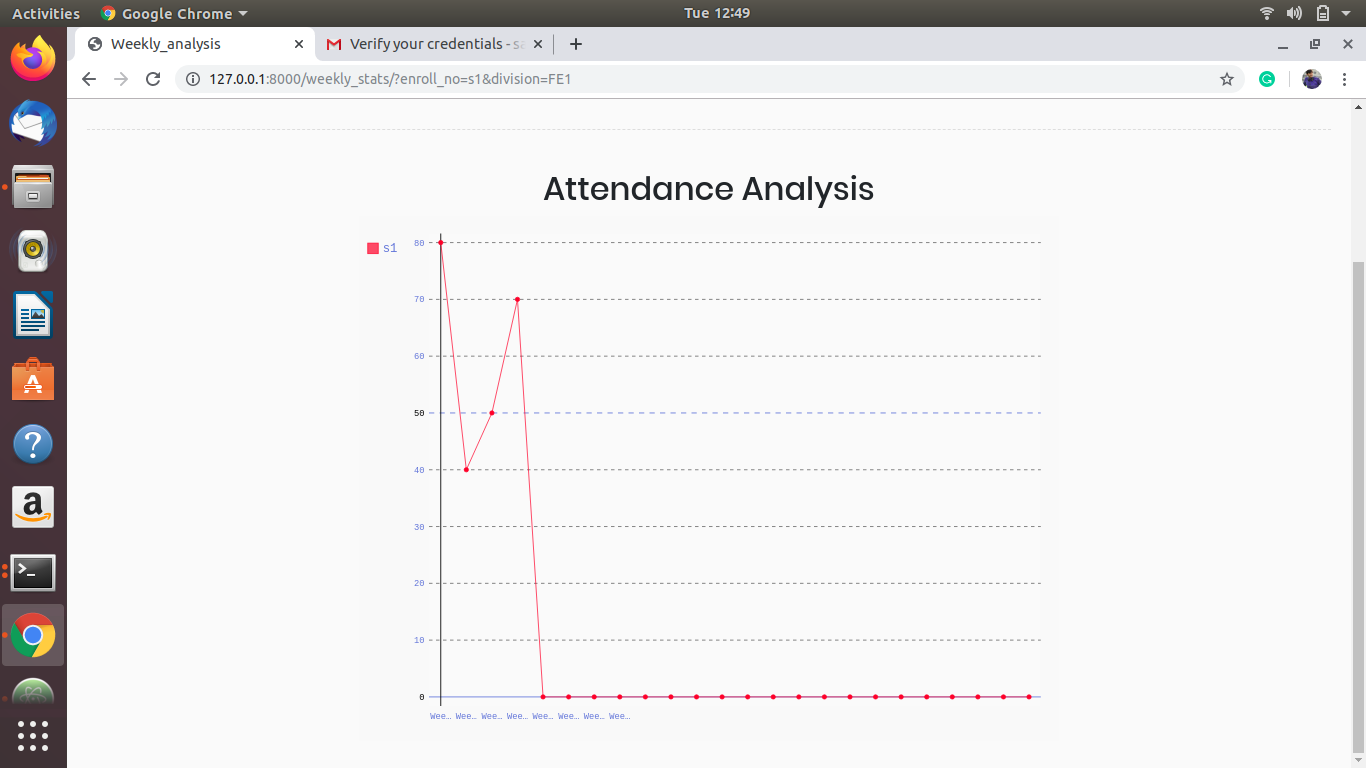 Activities Google Chrome Tue 12:49
Weekly_analysis Verify your credentials - sa
127.0.0.1:8000/weekly_stats/?enroll_no=s1&division=FE1
Attendance Analysis
s1
80
70
60
50
40
30
20
10
0
Wee… Wee… Wee… Wee… Wee… Wee… Wee… Wee…